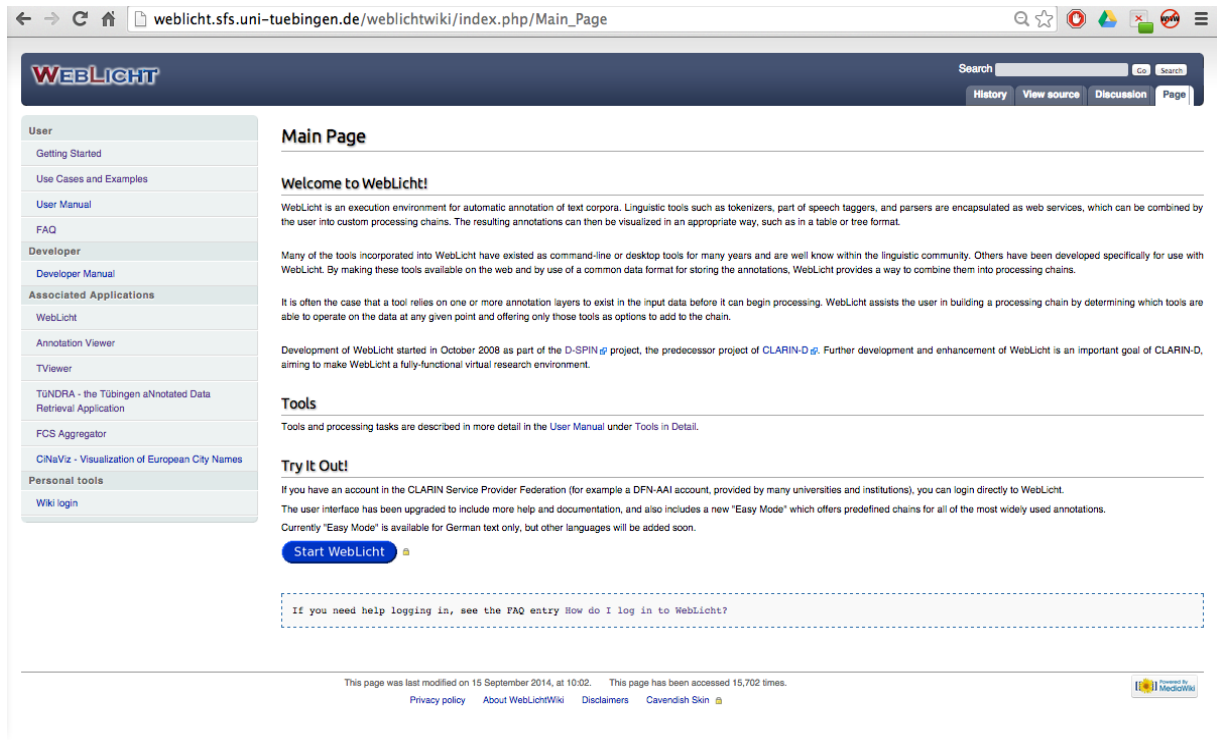 weblicht.sfs.uni-tuebingen.de/weblichtwiki/index.php/Main_Page
WEBLICHT
Search
Go
Search
History
View source
Discussion
Page
User
Getting Started
Use Cases and Examples
User Manual
FAQ
Developer
Developer Manual
Associated Applications
WebLicht
Annotation Viewer
TViewer
TüNDRA - the Tübingen aNnotated Data
Retrieval Application
FCS Aggregator
CiNaViz - Visualization of European City Names
Personal tools
Wiki login
Main Page
Welcome to WebLicht!
WebLicht is an execution environment for automatic annotation of text corpora. Linguistic tools such as tokenizers, part of speech taggers, and parsers are encapsulated as web services, which can be combined by
the user into custom processing chains. The resulting annotations can then be visualized in an appropriate way, such as in a table or tree format.
Many of the tools incorporated into WebLicht have existed as command-line or desktop tools for many years and are well know within the linguistic community. Others have been developed specifically for use with
WebLicht. By making these tools available on the web and by use of a common data format for storing the annotations, WebLicht provides a way to combine them into processing chains.
It is often the case that a tool relies on one or more annotation layers to exist in the input data before it can begin processing. WebLicht assists the user in building a processing chain by determining which tools are
able to operate on the data at any given point and offering only those tools as options to add to the chain.
Development of WebLicht started in October 2008 as part of the D-SPIN project, the predecessor project of CLARIN-D. Further development and enhancement of WebLicht is an important goal of CLARIN-D,
aiming to make WebLicht a fully-functional virtual research environment.
Tools
Tools and processing tasks are described in more detail in the User Manual under Tools in Detail.
Try It Out!
If you have an account in the CLARIN Service Provider Federation (for example a DFN-AAI account, provided by many universities and institutions), you can login directly to WebLicht.
The user interface has been upgraded to include more help and documentation, and also includes a new "Easy Mode" which offers predefined chains for all of the most widely used annotations.
Currently "Easy Mode" is available for German text only, but other languages will be added soon.
Start WebLicht
If you need help logging in, see the FAQ entry How do I log in to WebLicht?
This page was last modified on 15 September 2014, at 10:02. This page has been accessed 15,702 times.
Privacy policy About WebLichtWiki Disclaimers Cavendish Skin
Powered By
MediaWiki